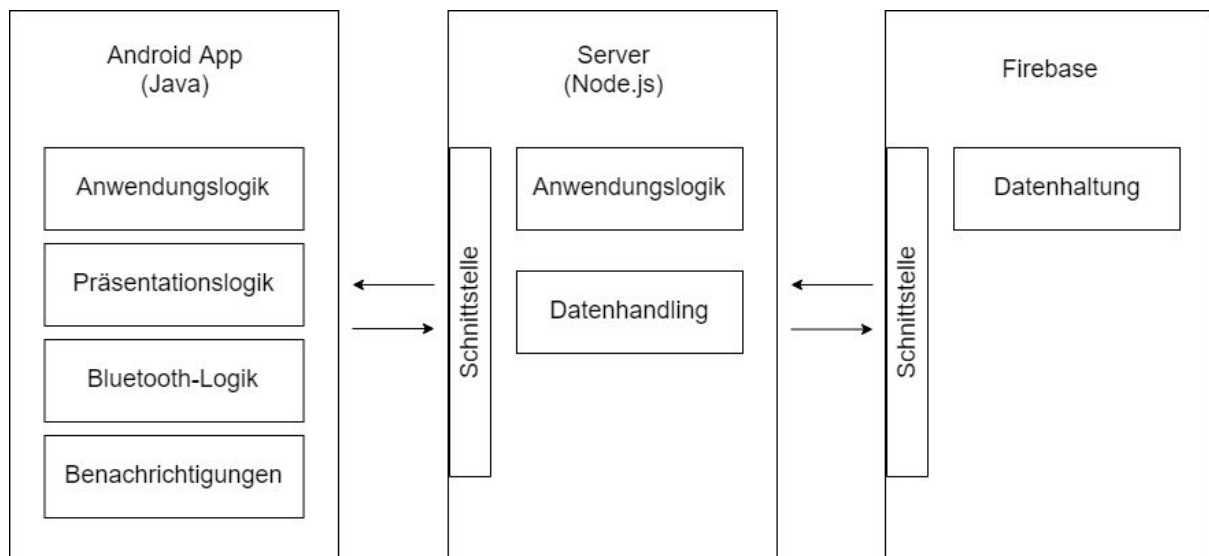 Android App
(Java)
Anwendungslogik
Präsentationslogik
Bluetooth-Logik
Benachrichtigungen
Server
(Node.js)
Schnittstelle
Anwendungslogik
Datenhandling
Firebase
Schnittstelle
Datenhaltung